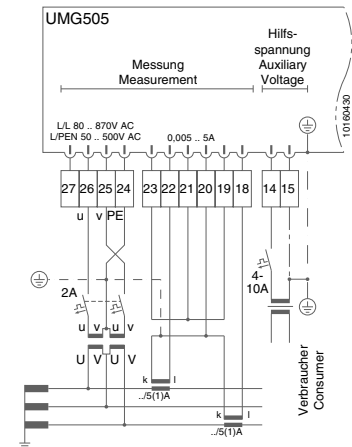 UMG505
Hilfs-
spannung
Auxiliary
Voltage
Messung
Measurement
10160430
L/L 80 .. 870V AC
L/PEN 50 .. 500V AC
0,005 .. 5A
27 26 25 24 23 22 21 20 19 18 14 15
u v PE
4-
10A
2A
u v u v
U V U V
k l
../5(1)A
k l
../5(1)A
Verbraucher
Consumer